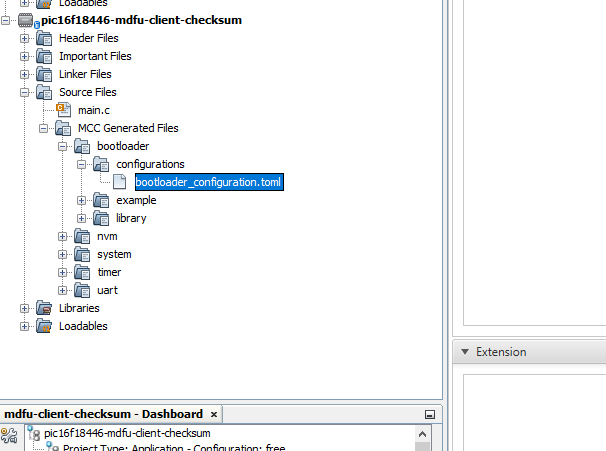 Loadables
pic16f18446-mdfu-client-checksum
Header Files
Important Files
Linker Files
Source Files
main.c
MCC Generated Files
bootloader
configurations
bootloader_configuration.toml
example
library
nvm
system
timer
uart
Libraries
Loadables
Extension
mdfu-client-checksum - Dashboard ×
pic16f18446-mdfu-client-checksum
Project Type: Application - Configuration: free